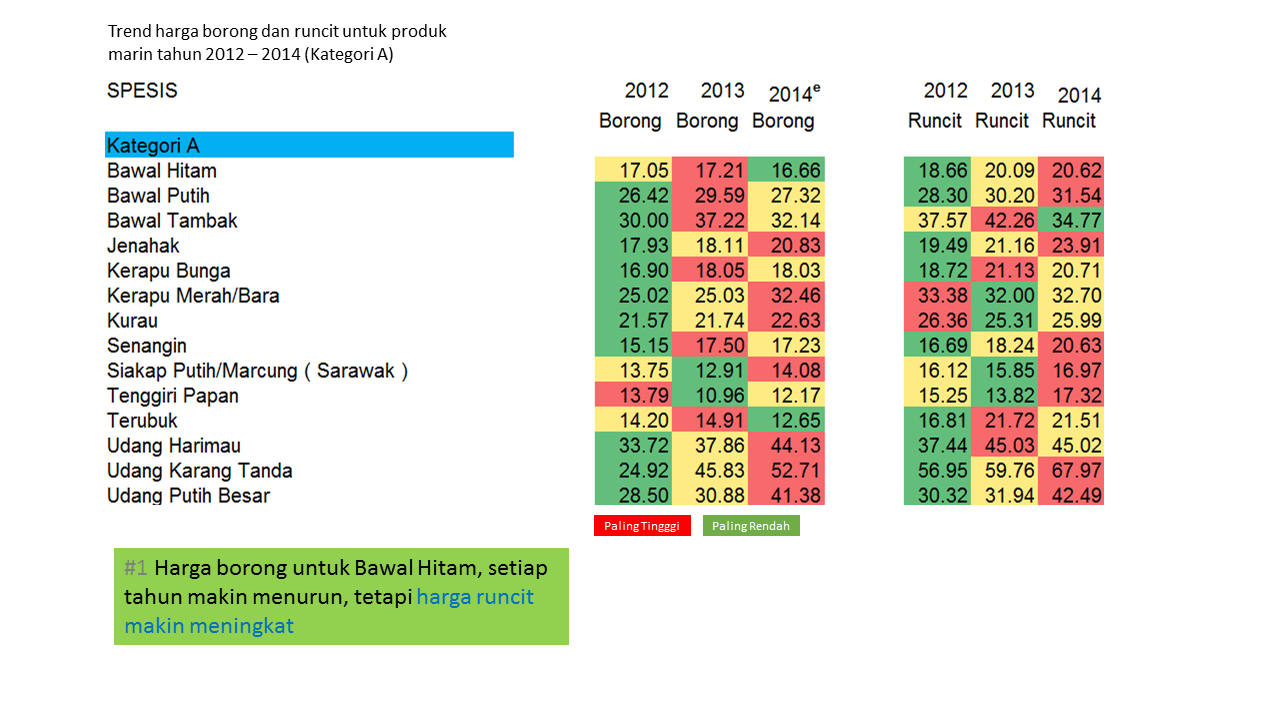 Trend harga borong dan runcit untuk produk
marin tahun 2012 – 2014 (Kategori A)
SPESIS 2012 2013 2014e 2012 2013 2014
Borong Borong Borong Runcit Runcit Runcit
Kategori A
Bawal Hitam 17.05 17.21 16.66 18.66 20.09 20.62
Bawal Putih 26.42 29.59 27.32 28.30 30.20 31.54
Bawal Tambak 30.00 37.22 32.14 37.57 42.26 34.77
Jenahak 17.93 18.11 20.83 19.49 21.16 23.91
Kerapu Bunga 16.90 18.05 18.03 18.72 21.13 20.71
Kerapu Merah/Bara 25.02 25.03 32.46 33.38 32.00 32.70
Kurau 21.57 21.74 22.63 26.36 25.31 25.99
Senangin 15.15 17.50 17.23 16.69 18.24 20.63
Siakap Putih/Marcung ( Sarawak ) 13.75 12.91 14.08 16.12 15.85 16.97
Tenggiri Papan 13.79 10.96 12.17 15.25 13.82 17.32
Terubuk 14.20 14.91 12.65 16.81 21.72 21.51
Udang Harimau 33.72 37.86 44.13 37.44 45.03 45.02
Udang Karang Tanda 24.92 45.83 52.71 56.95 59.76 67.97
Udang Putih Besar 28.50 30.88 41.38 30.32 31.94 42.49
Paling Tingggi Paling Rendah
#1 Harga borong untuk Bawal Hitam, setiap
tahun makin menurun, tetapi harga runcit
makin meningkat